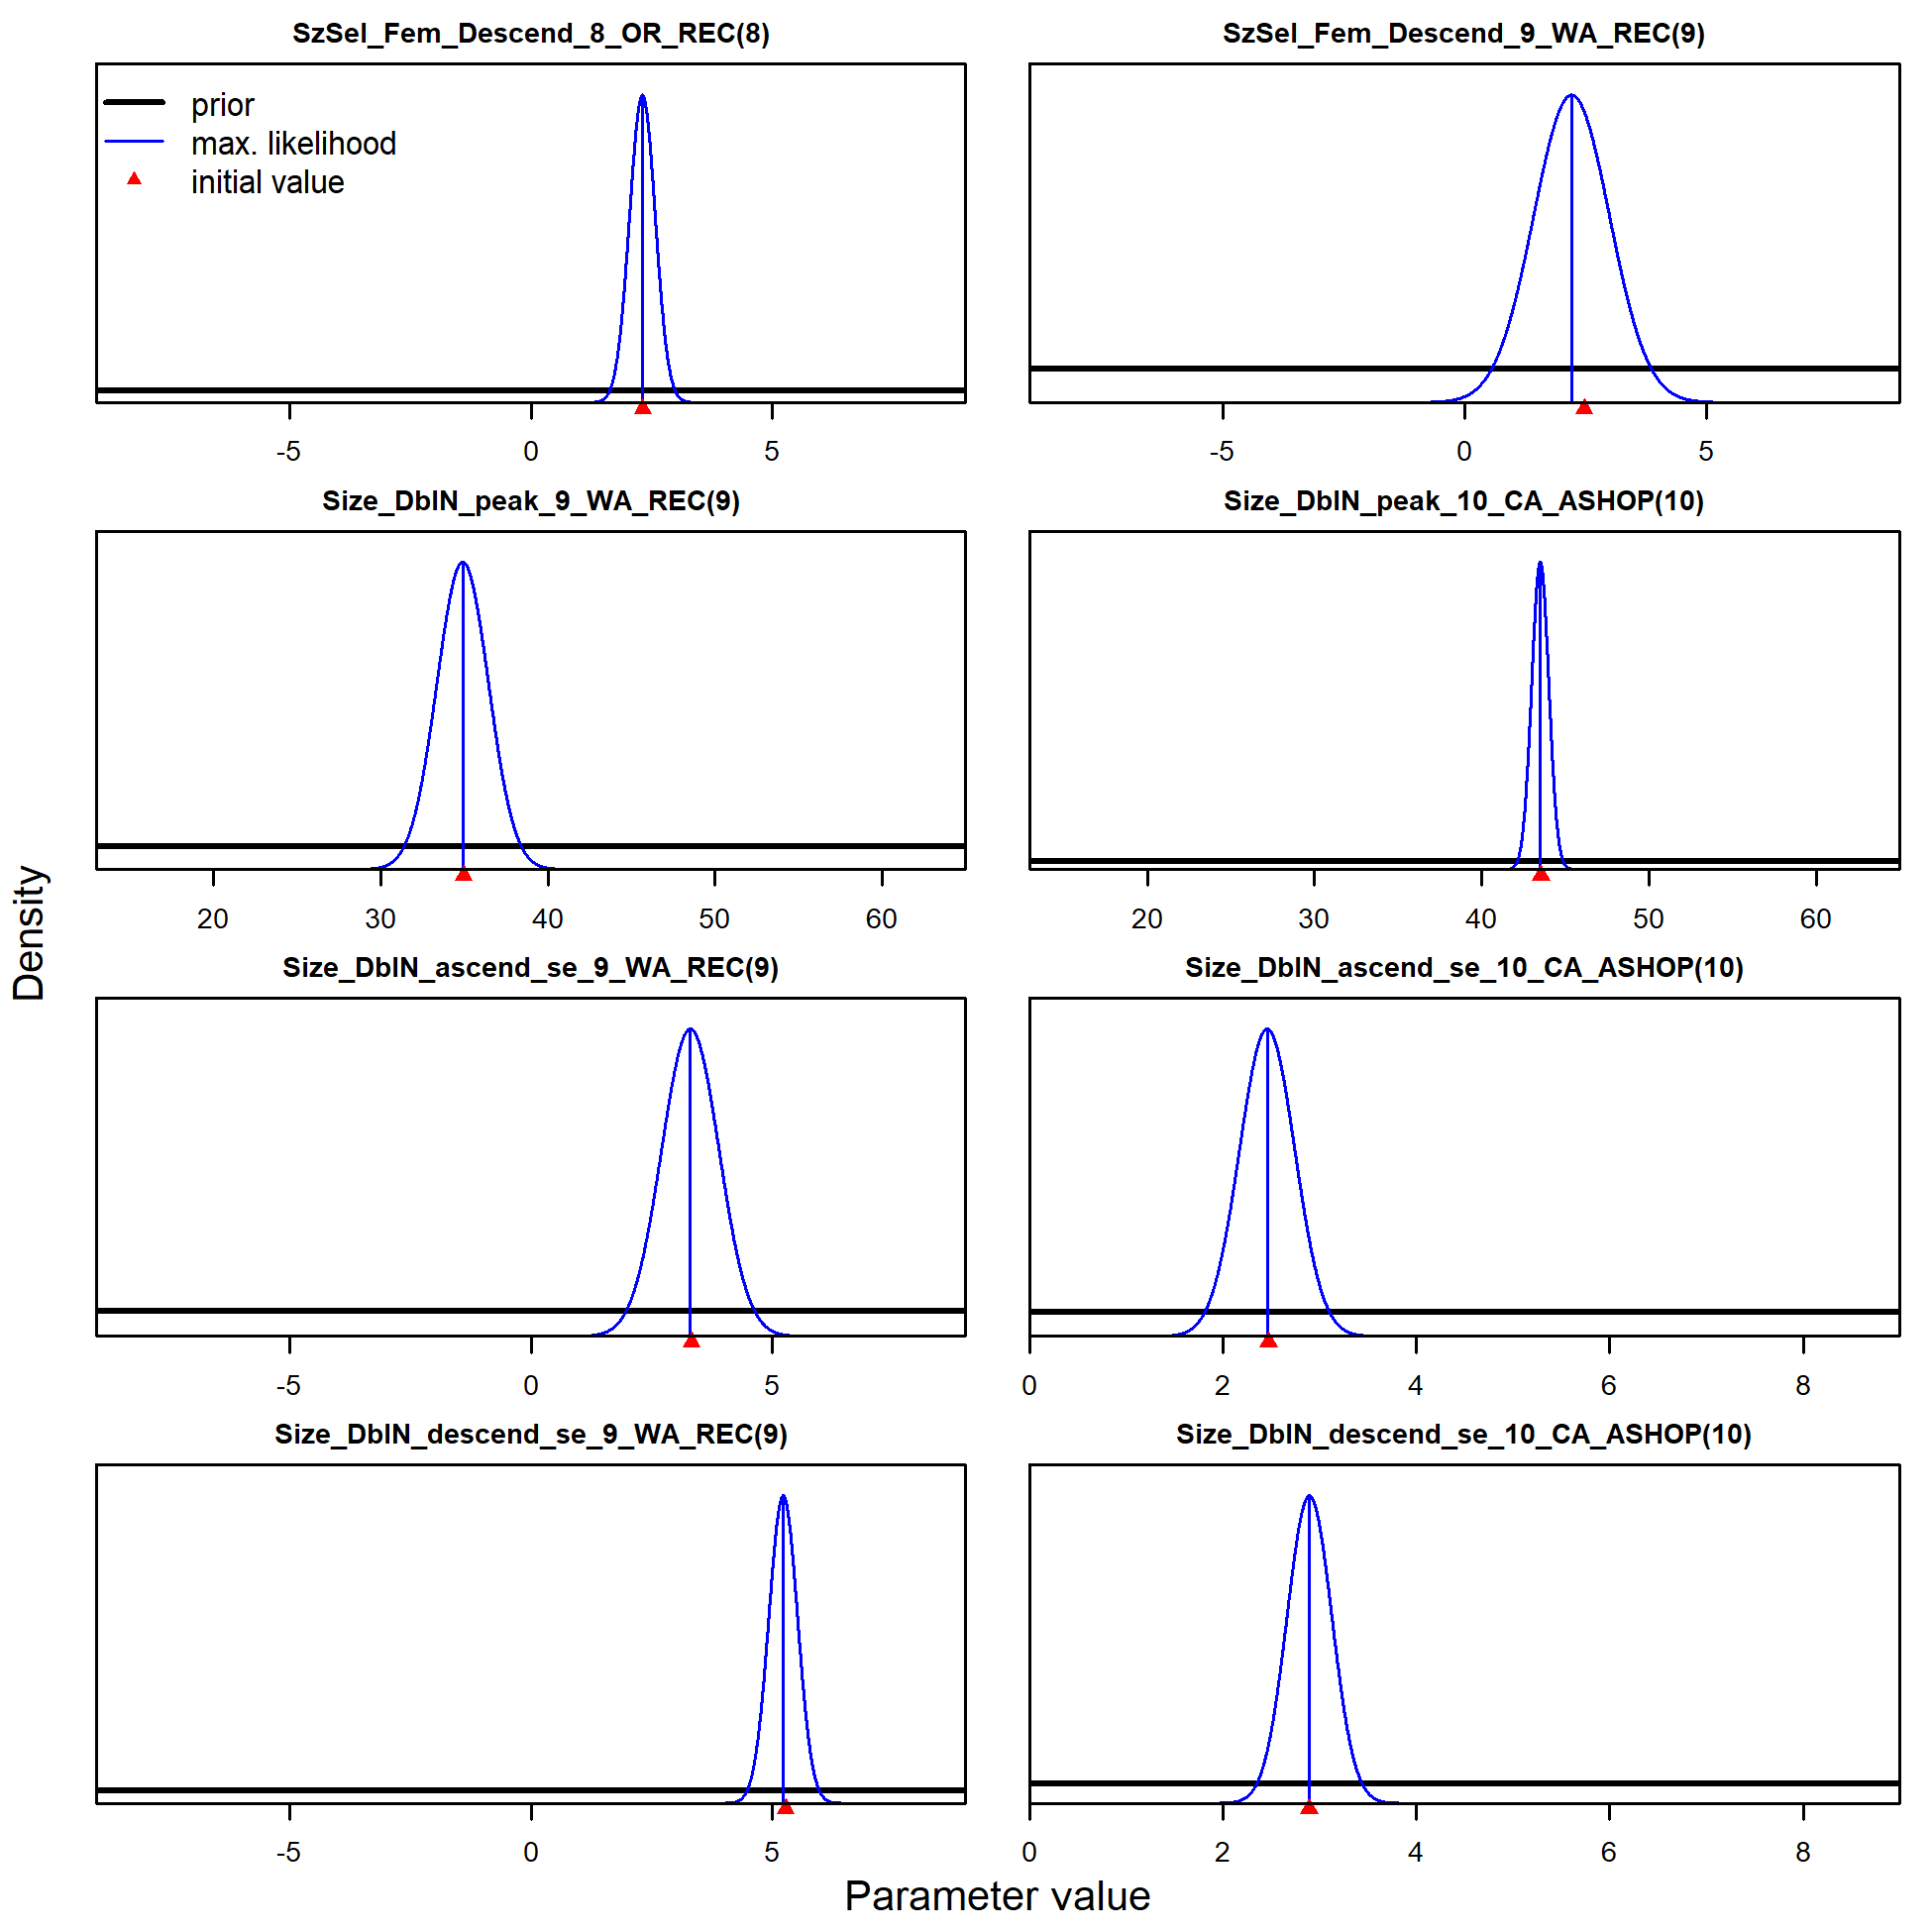 SzSel_Fem_Descend_8_OR_REC(8)
prior
max. likelihood
initial value
-5 0 5
SzSel_Fem_Descend_9_WA_REC(9)
-5 0 5
Size_DblN_peak_9_WA_REC(9)
20 30 40 50 60
Size_DblN_peak_10_CA_ASHOP(10)
20 30 40 50 60
Size_DblN_ascend_se_9_WA_REC(9)
-5 0 5
Size_DblN_ascend_se_10_CA_ASHOP(10)
0 2 4 6 8
Size_DblN_descend_se_9_WA_REC(9)
-5 0 5
Size_DblN_descend_se_10_CA_ASHOP(10)
0 2 4 6 8
Density
Parameter value